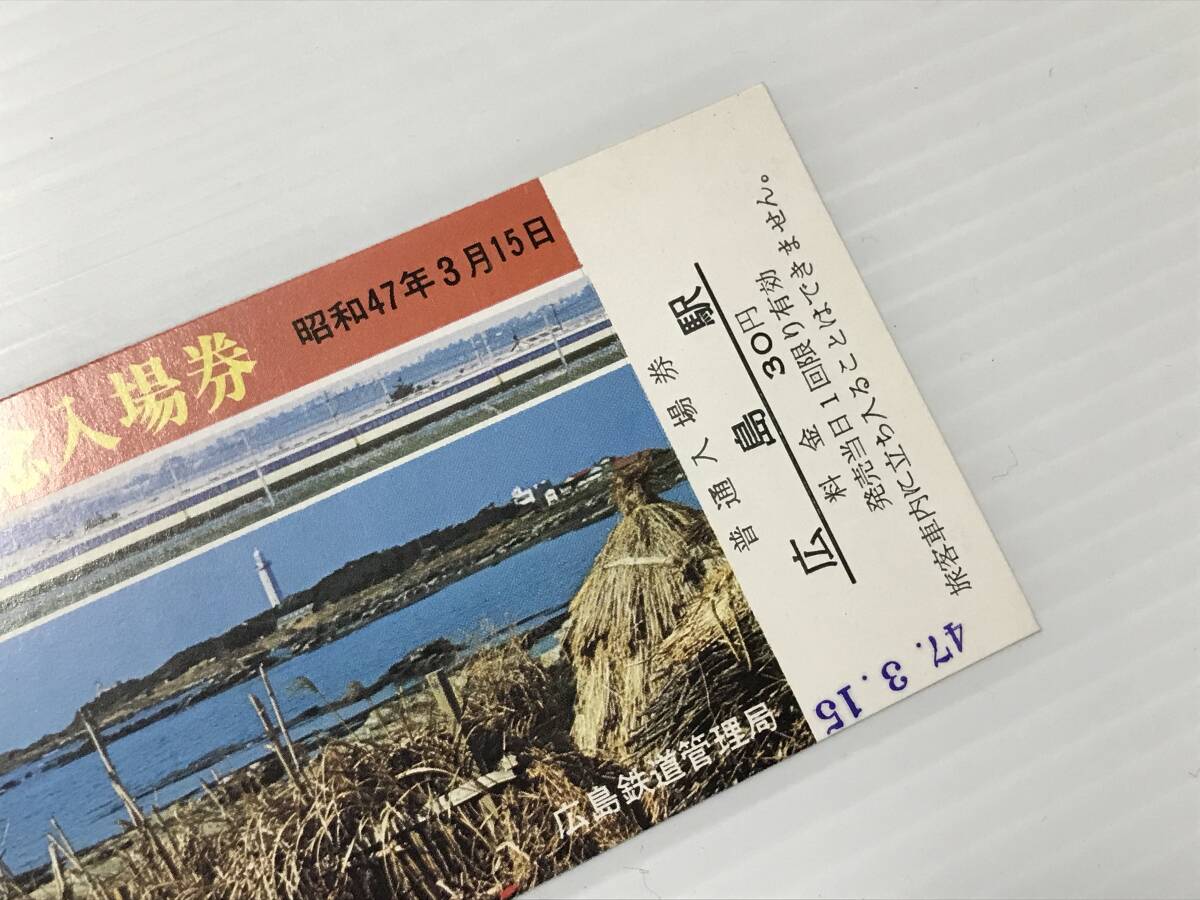 入場券
昭和47年3月15日
広島鉄道管理局
普通入場券
広島駅
料金 30円
発売当日1回限り有効
旅客車内に立ち入ることはできません。
47.3.15